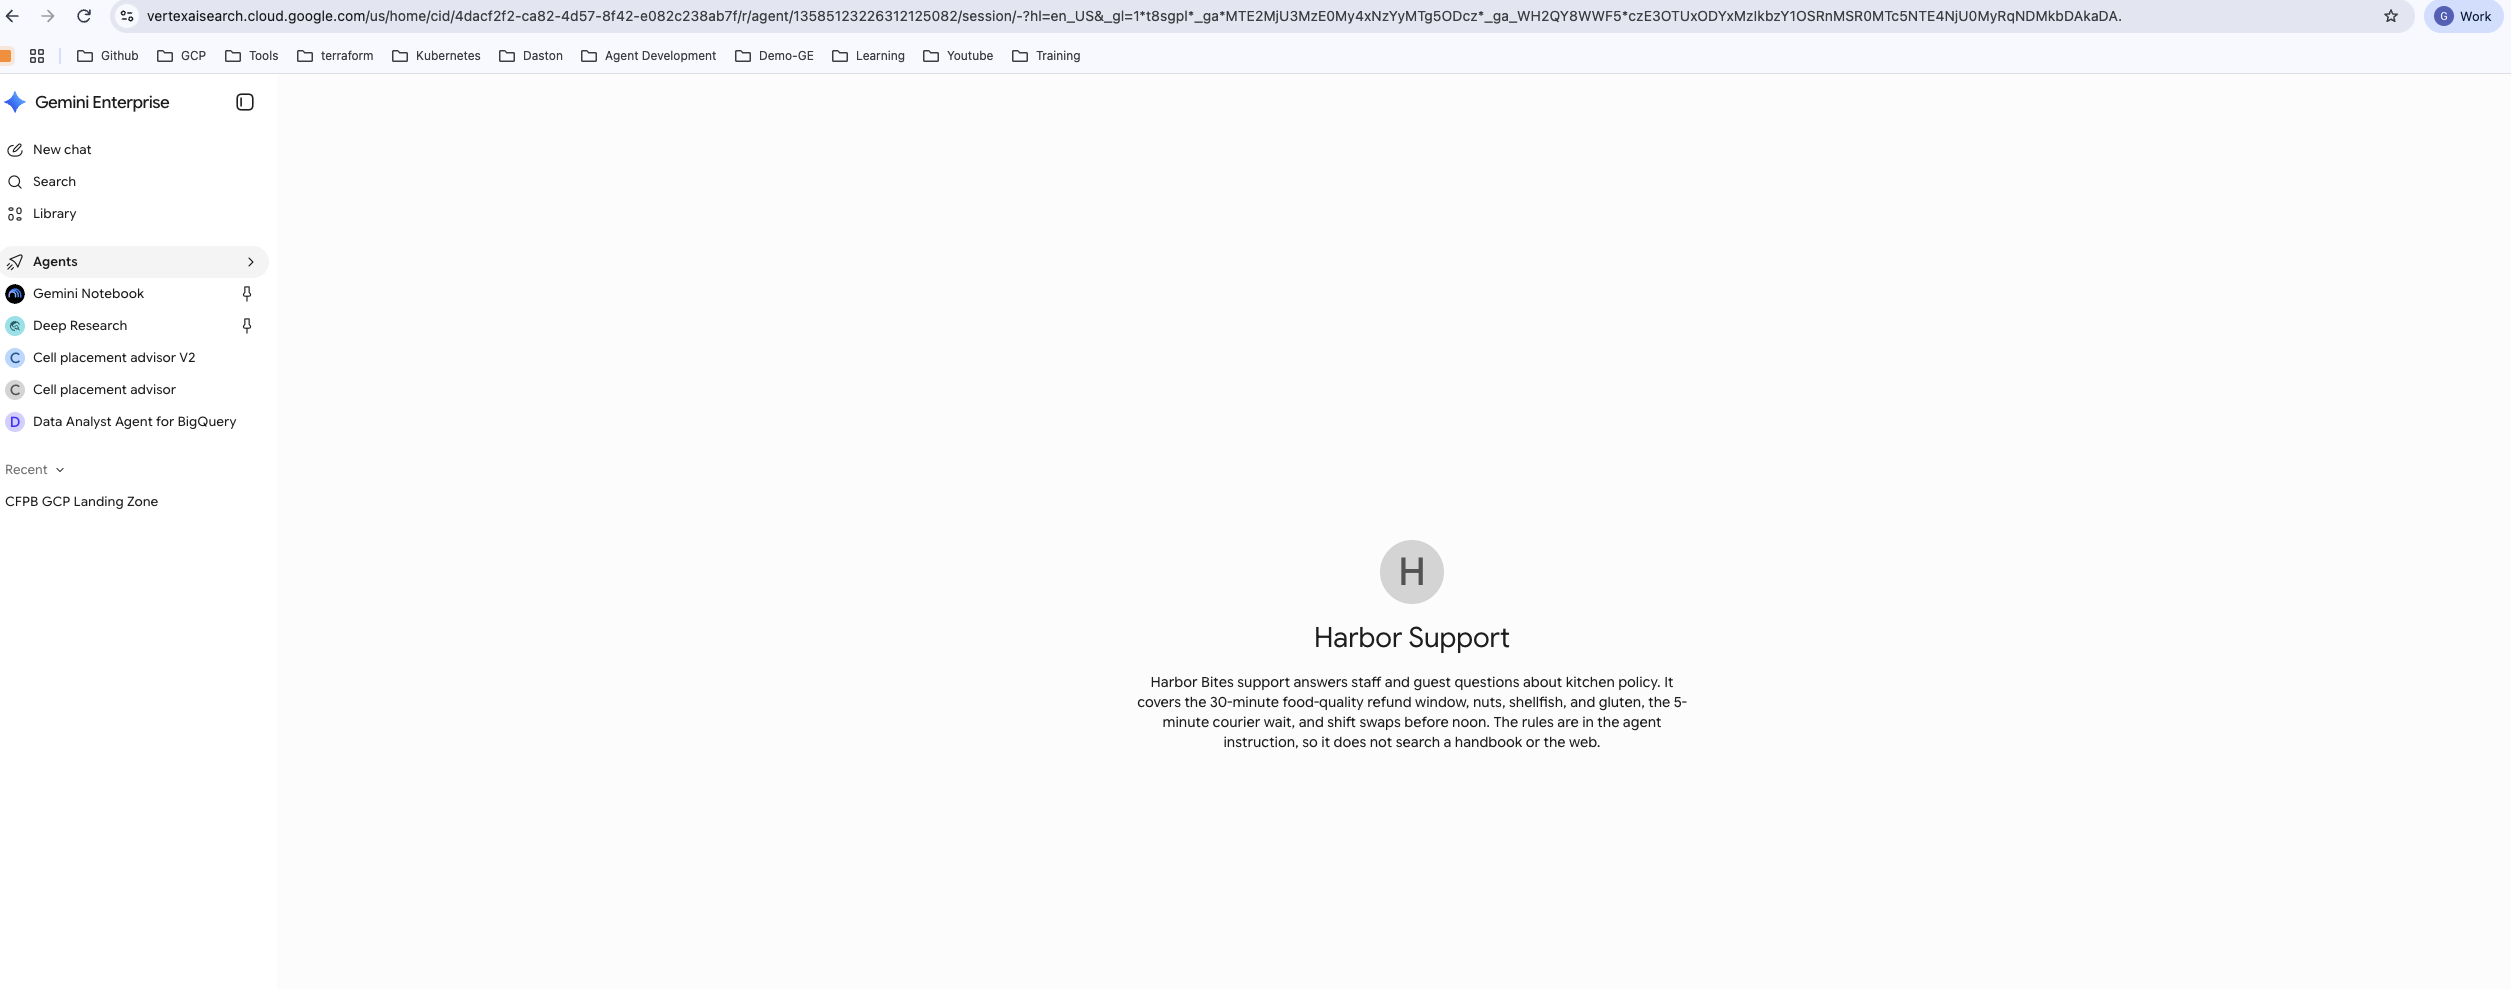 vertexaisearch.cloud.google.com/us/home/cid/4dacf2f2-ca82-4d57-8f42-e082c238ab7f/r/agent/13585123226312125082/session/-?hl=en_US&_gl=1*t8sgpl*_ga*MTE2MjU3MzE0My4xNzYyMTg5ODcz*_ga_WH2QY8WWF5*czE3OTUxODYxMzIkbzY1OSRnMSR0MTc5NTE4NjU0MyRqNDMkbDAkaDA.
G Work
Github GCP Tools terraform Kubernetes Daston Agent Development Demo-GE Learning Youtube Training
Gemini Enterprise
New chat
Search
Library
Agents
Gemini Notebook
Deep Research
C Cell placement advisor V2
C Cell placement advisor
D Data Analyst Agent for BigQuery
Recent
CFPB GCP Landing Zone
H
Harbor Support
Harbor Bites support answers staff and guest questions about kitchen policy. It
covers the 30-minute food-quality refund window, nuts, shellfish, and gluten, the 5-
minute courier wait, and shift swaps before noon. The rules are in the agent
instruction, so it does not search a handbook or the web.